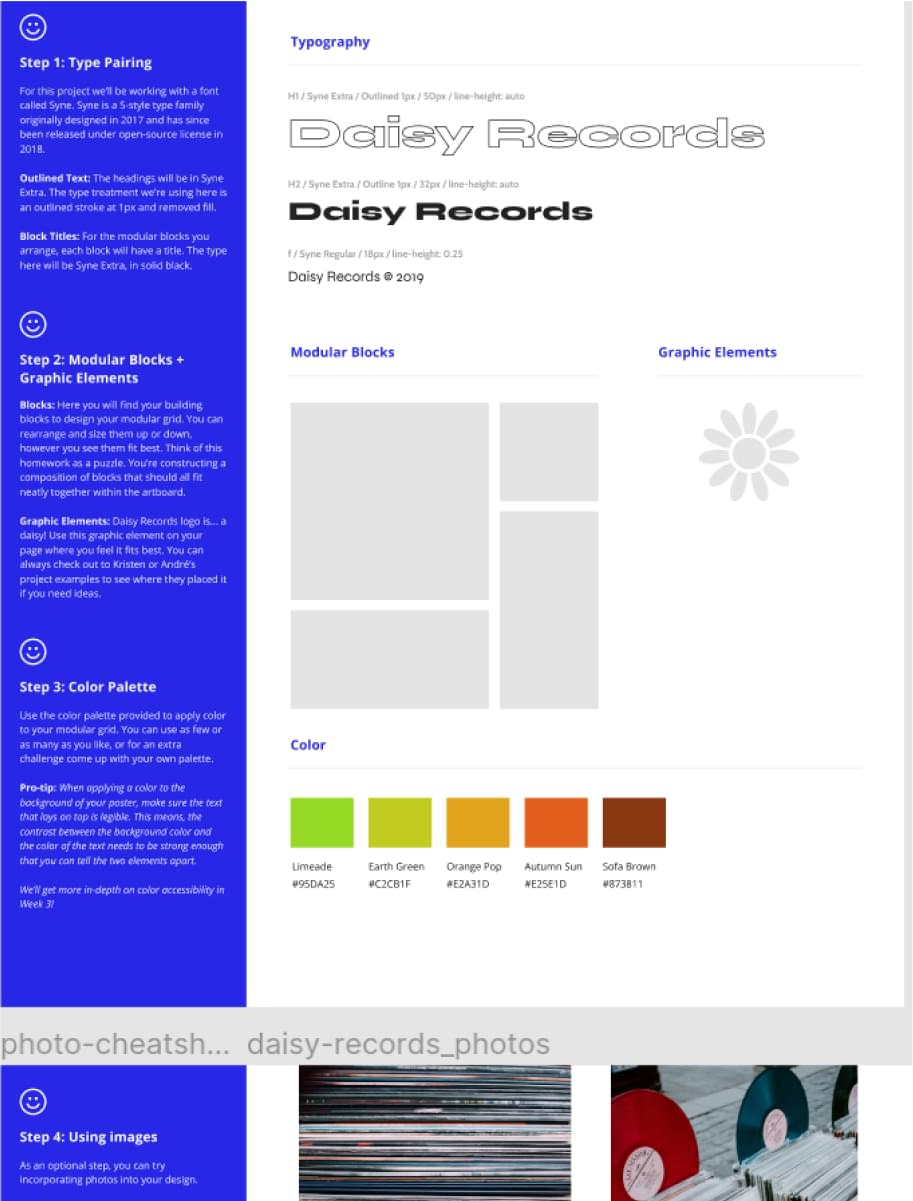 Step 1: Type Pairing
For this project we'll be working with a font
called Syne. Syne is a 5-style type family
originally designed in 2017 and has since
been released under open-source license in
2018.
Outlined Text: The headings will be in Syne
Extra. The type treatment we're using here is
an outlined stroke at 1px and removed fill.
Block Titles: For the modular blocks you
arrange, each block will have a title. The type
here will be Syne Extra, in solid black.
Step 2: Modular Blocks +
Graphic Elements
Blocks: Here you will find your building
blocks to design your modular grid. You can
rearrange and size them up or down,
however you see them fit best. Think of this
homework as a puzzle. You're constructing a
composition of blocks that should all fit
neatly together within the artboard.
Graphic Elements: Daisy Records logo is... a
daisy! Use this graphic element on your
page where you feel it fits best. You can
always check out to Kristen or André's
project examples to see where they placed it
if you need ideas.
Step 3: Color Palette
Use the color palette provided to apply color
to your modular grid. You can use as few or
as many as you like, or for an extra
challenge come up with your own palette.
Pro-tip: When applying a color to the
background of your poster, make sure the text
that lays on top is legible. This means, the
contrast between the background color and
the color of the text needs to be strong enough
that you can tell the two elements apart.
We'll get more in-depth on color accessibility in
Week 3!
Typography
H1 / Syne Extra / Outlined 1px / 50px / line-height: auto
Daisy Records
H2 / Syne Extra / Outline 1px / 32px / line-height: auto
Daisy Records
f / Syne Regular / 18px / line-height: 0.25
Daisy Records @ 2019
Modular Blocks
Graphic Elements
Color
Limeade
#95DA25
Earth Green
#C2CB1F
Orange Pop
#E2A31D
Autumn Sun
#E25E1D
Sofa Brown
#873811
photo-cheatsh...
daisy-records_photos
Step 4: Using images
As an optional step, you can try
incorporating photos into your design.